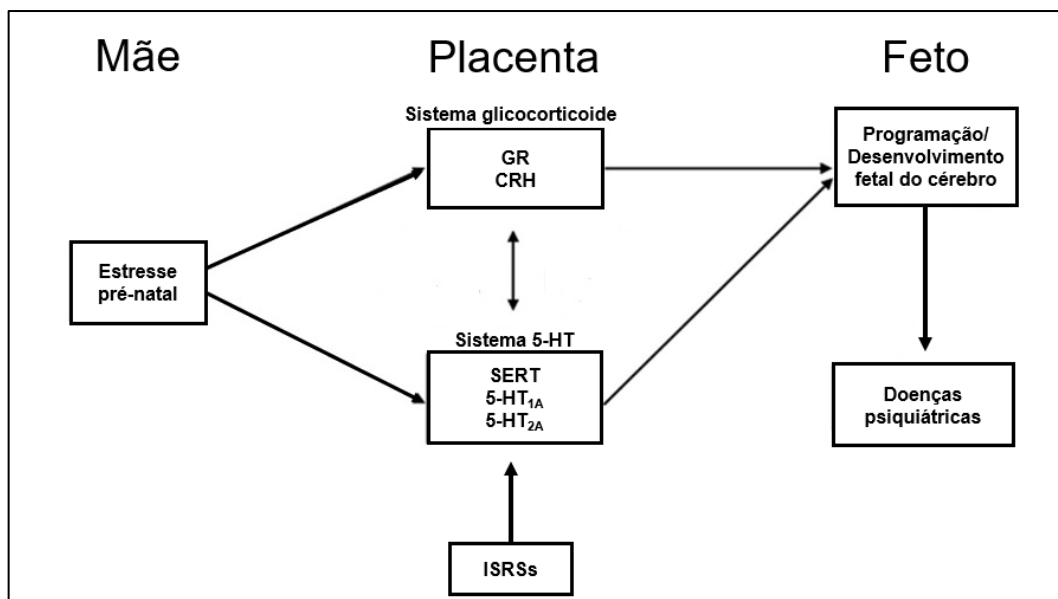 Mãe
Placenta
Feto
Sistema glicocorticoide
GR
CRH
Programação/
Desenvolvimento
fetal do cérebro
Estresse
pré-natal
Sistema 5-HT
SERT
5-HT1A
5-HT2A
Doenças
psiquiátricas
ISRSs